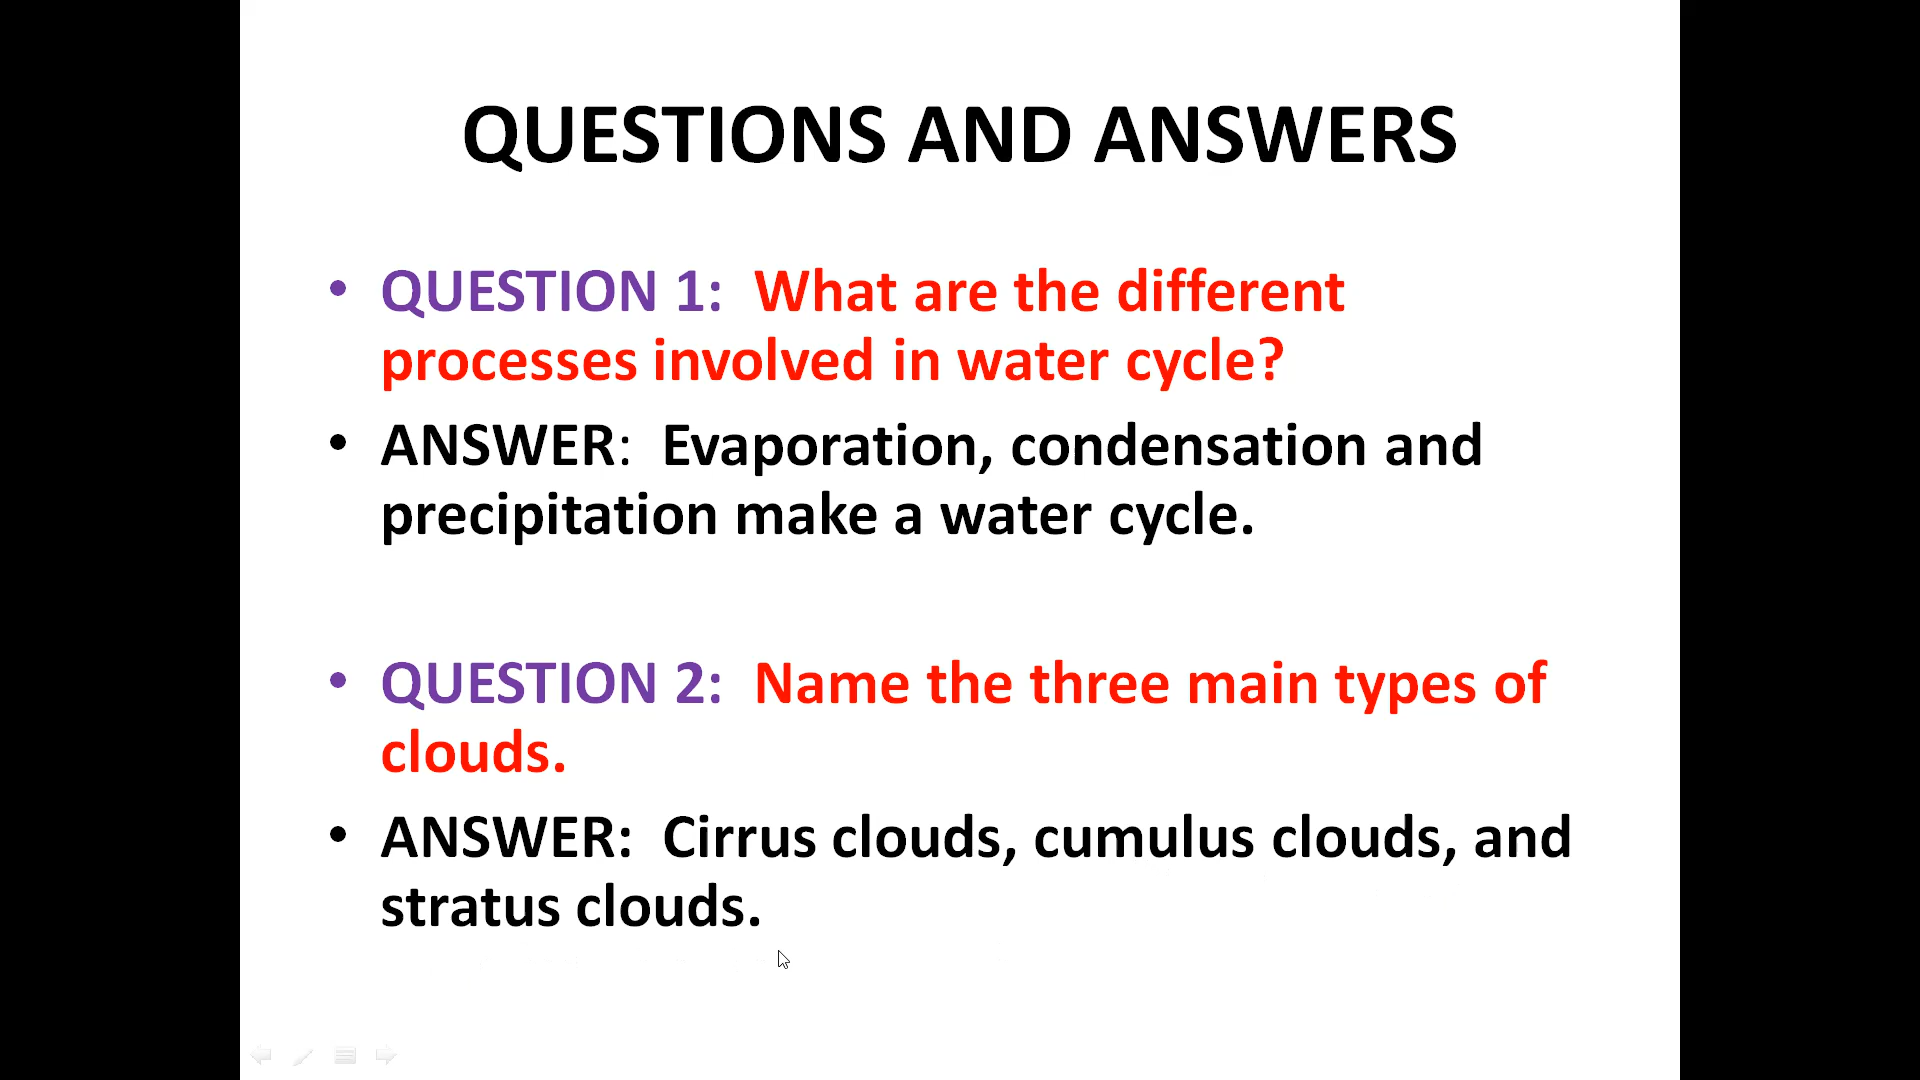 QUESTIONS AND ANSWERS
• QUESTION 1: What are the different
processes involved in water cycle?
• ANSWER: Evaporation, condensation and
precipitation make a water cycle.
• QUESTION 2: Name the three main types of
clouds.
• ANSWER: Cirrus clouds, cumulus clouds, and
stratus clouds.